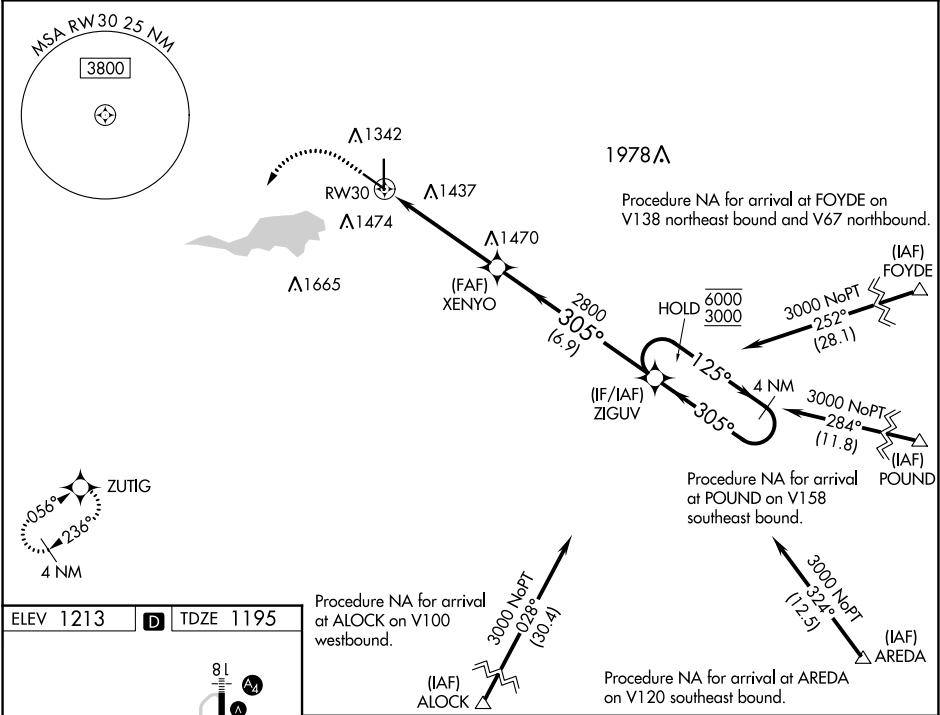 MSA RW30 25 NM
3800
1342
1978
RW30
1437
1474
1470
1665
Procedure NA for arrival at FOYDE on
V138 northeast bound and V67 northbound.
(IAF)
FOYDE
3000 NoPT
252°
(28.1)
(FAF)
XENYO
2800
305°
(6.9)
HOLD
6000
3000
125°
4 NM
305°
(IF/IAF)
ZIGUV
3000 NoPT
284°
(11.8)
(IAF)
POUND
Procedure NA for arrival
at POUND on V158
southeast bound.
ZUTIG
056°
236°
4 NM
3000 NoPT
028°
(30.4)
3000 NoPT
324°
(12.5)
Procedure NA for arrival
at ALOCK on V100
westbound.
(IAF)
ALOCK
(IAF)
AREDA
Procedure NA for arrival at AREDA
on V120 southeast bound.
ELEV 1213
D
TDZE 1195
18
A4